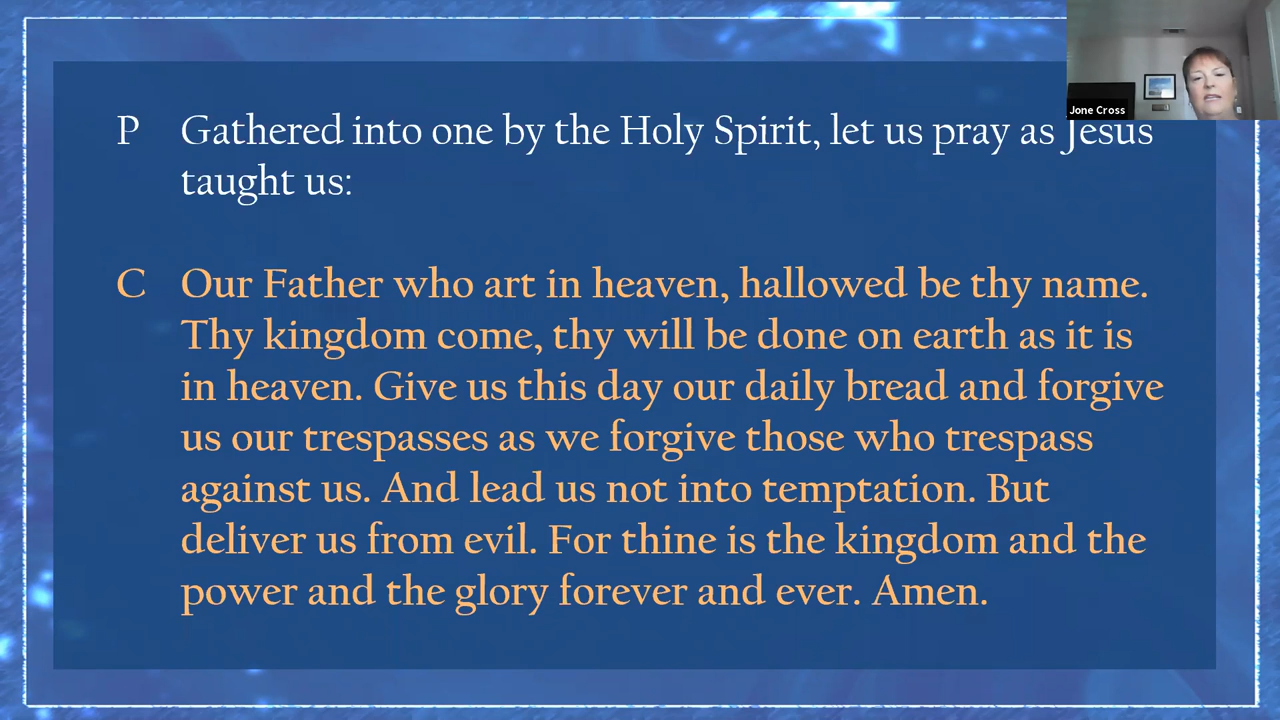 Jone Cross
P Gathered into one by the Holy Spirit, let us pray as Jesus
taught us:
C Our Father who art in heaven, hallowed be thy name.
Thy kingdom come, thy will be done on earth as it is
in heaven. Give us this day our daily bread and forgive
us our trespasses as we forgive those who trespass
against us. And lead us not into temptation. But
deliver us from evil. For thine is the kingdom and the
power and the glory forever and ever. Amen.